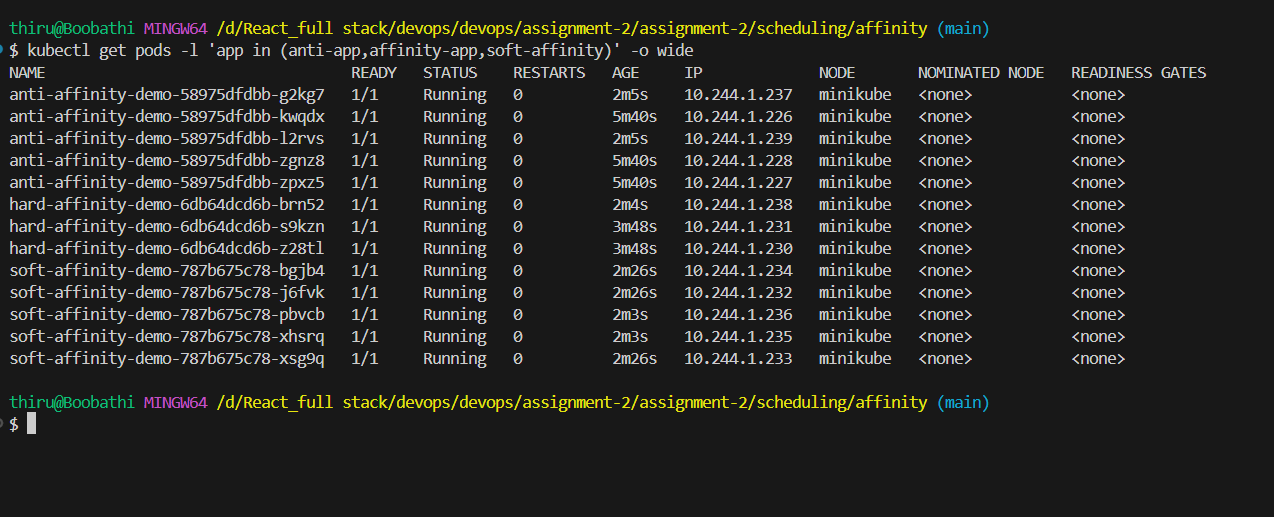 thiru@Boobathi MINGW64 /d/React_full stack/devops/devops/assignment-2/assignment-2/scheduling/affinity (main)
$ kubectl get pods -l 'app in (anti-app,affinity-app,soft-affinity)' -o wide
NAME READY STATUS RESTARTS AGE IP NODE NOMINATED NODE READINESS GATES
anti-affinity-demo-58975dfdbb-g2kg7 1/1 Running 0 2m5s 10.244.1.237 minikube <none> <none>
anti-affinity-demo-58975dfdbb-kwqdx 1/1 Running 0 5m40s 10.244.1.226 minikube <none> <none>
anti-affinity-demo-58975dfdbb-l2rvs 1/1 Running 0 2m5s 10.244.1.239 minikube <none> <none>
anti-affinity-demo-58975dfdbb-zgnz8 1/1 Running 0 5m40s 10.244.1.228 minikube <none> <none>
anti-affinity-demo-58975dfdbb-zpxz5 1/1 Running 0 5m40s 10.244.1.227 minikube <none> <none>
hard-affinity-demo-6db64dcd6b-brn52 1/1 Running 0 2m4s 10.244.1.238 minikube <none> <none>
hard-affinity-demo-6db64dcd6b-s9kzn 1/1 Running 0 3m48s 10.244.1.231 minikube <none> <none>
hard-affinity-demo-6db64dcd6b-z28tl 1/1 Running 0 3m48s 10.244.1.230 minikube <none> <none>
soft-affinity-demo-787b675c78-bgjb4 1/1 Running 0 2m26s 10.244.1.234 minikube <none> <none>
soft-affinity-demo-787b675c78-j6fvk 1/1 Running 0 2m26s 10.244.1.232 minikube <none> <none>
soft-affinity-demo-787b675c78-pbvcb 1/1 Running 0 2m3s 10.244.1.236 minikube <none> <none>
soft-affinity-demo-787b675c78-xhsrq 1/1 Running 0 2m3s 10.244.1.235 minikube <none> <none>
soft-affinity-demo-787b675c78-xsg9q 1/1 Running 0 2m26s 10.244.1.233 minikube <none> <none>
thiru@Boobathi MINGW64 /d/React_full stack/devops/devops/assignment-2/assignment-2/scheduling/affinity (main)
$